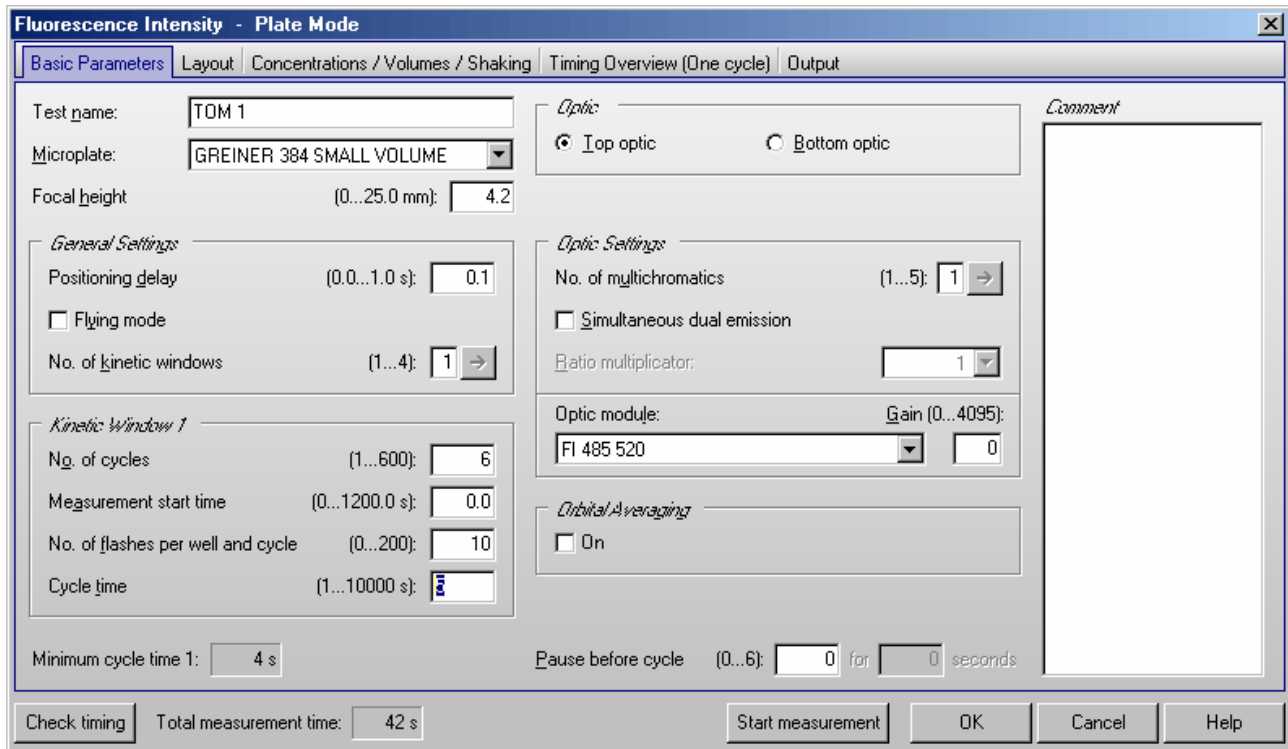 Fluorescence Intensity - Plate Mode
Basic Parameters Layout Concentrations / Volumes / Shaking Timing Overview (One cycle) Output
Test name: TOM 1
Microplate: GREINER 384 SMALL VOLUME
Focal height (0...25.0 mm): 4.2
General Settings
Positioning delay (0.0...1.0 s): 0.1
Flying mode
No. of kinetic windows (1...4): 1
Kinetic Window 1
No. of cycles (1...600): 6
Measurement start time (0...1200.0 s): 0.0
No. of flashes per well and cycle (0...200): 10
Cycle time (1...10000 s):
Minimum cycle time 1: 4 s
Optic
Top optic Bottom optic
Optic Settings
No. of multichromatics (1...5): 1
Simultaneous dual emission
Ratio multiplicator: 1
Optic module: Gain (0...4095):
FI 485 520 0
Orbital Averaging
On
Pause before cycle (0...6): 0 for 0 seconds
Comment
Check timing Total measurement time: 42 s Start measurement OK Cancel Help